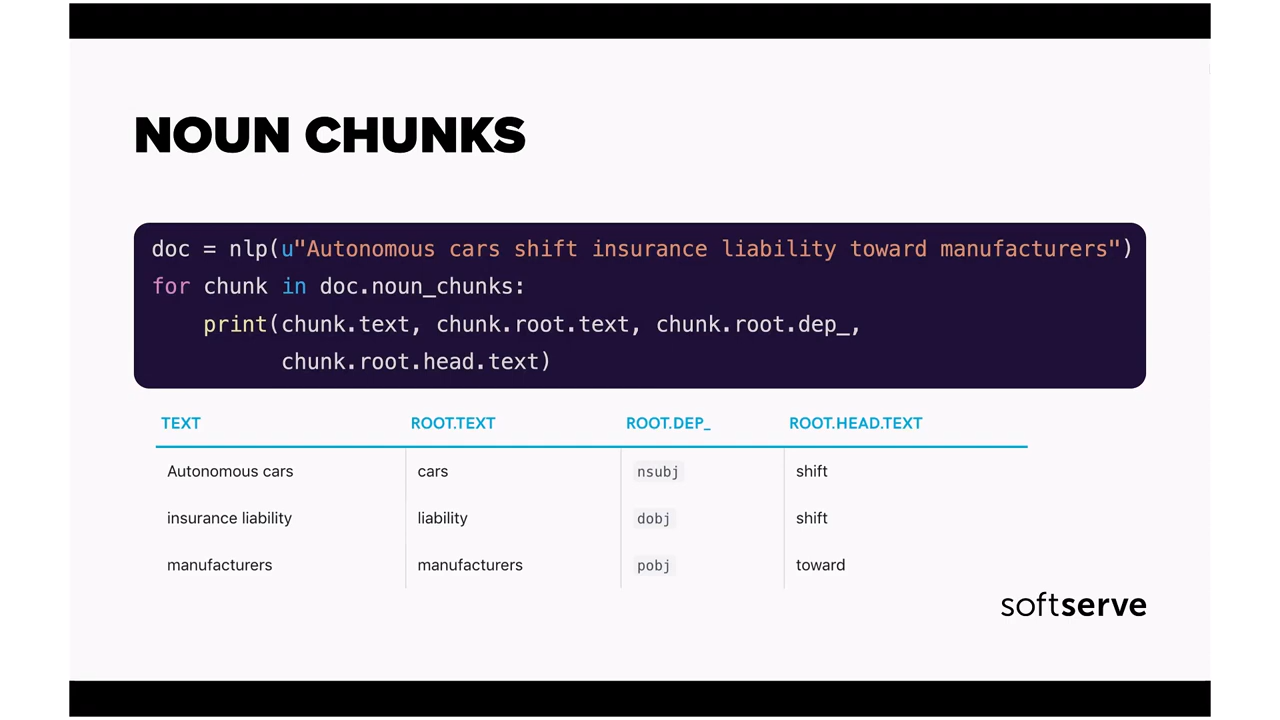 NOUN CHUNKS
doc = nlp(u"Autonomous cars shift insurance liability toward manufacturers")
for chunk in doc.noun_chunks:
    print(chunk.text, chunk.root.text, chunk.root.dep_,
          chunk.root.head.text)
TEXT ROOT.TEXT ROOT.DEP_ ROOT.HEAD.TEXT
Autonomous cars cars nsubj shift
insurance liability liability dobj shift
manufacturers manufacturers pobj toward
softserve